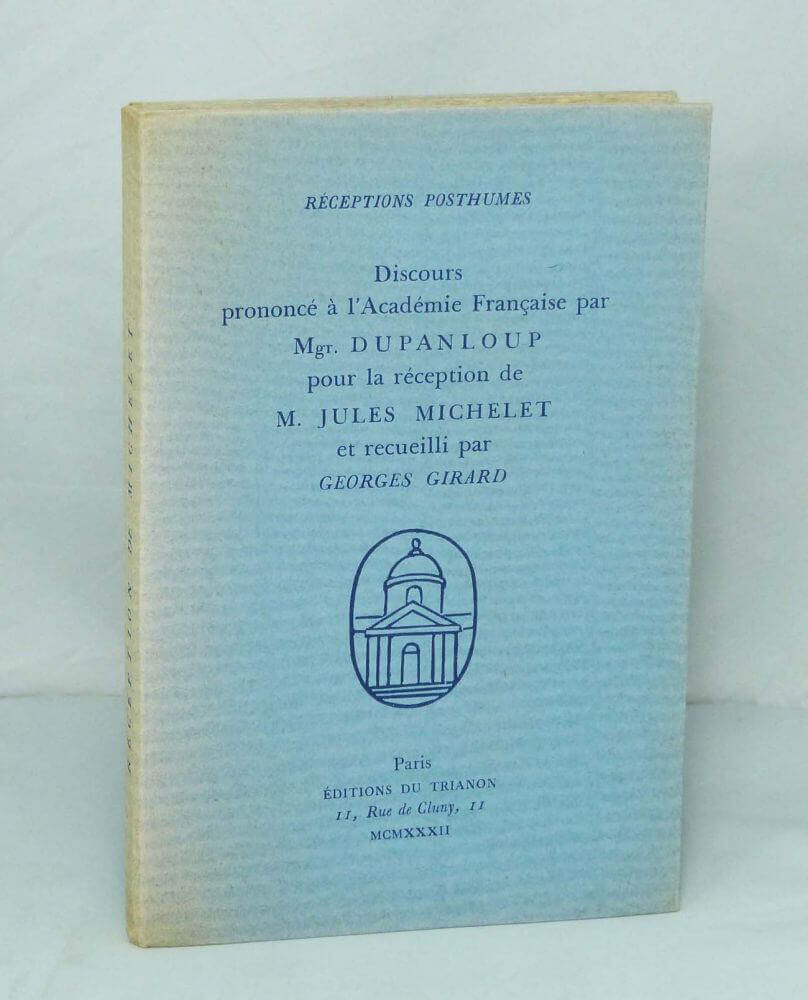 RÉCEPTIONS POSTHUMES
Discours
prononcé à l'Académie Française par
Mgr. DUPANLOUP
pour la réception de
M. JULES MICHELET
et recueilli par
GEORGES GIRARD
Paris
ÉDITIONS DU TRIANON
11, Rue de Cluny, 11
MCMXXXII
RÉCEPTION DE MICHELET